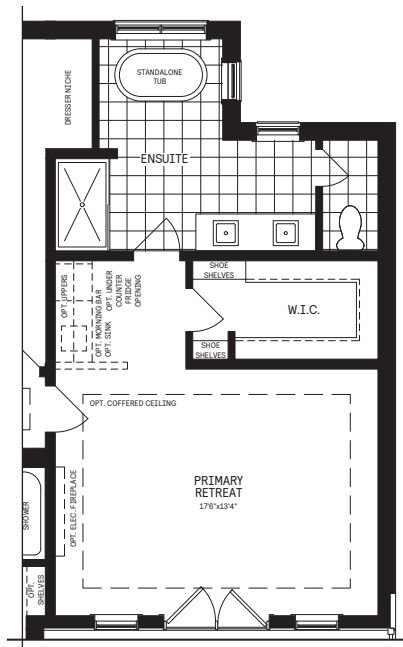 STANDALONE
TUB
DRESSER NICHE
ENSUITE
SHOE
SHELVES
OPT. UPPERS
OPT. MORNING BAR
OPT. SINK
OPT. UNDER
COUNTER
FRIDGE
OPENING
W.I.C.
SHOE
SHELVES
OPT. COFFERED CEILING
PRIMARY
RETREAT
17'6"x13'4"
OPT. ELEC. FIREPLACE
SHOWER
OPT.
SHELVES